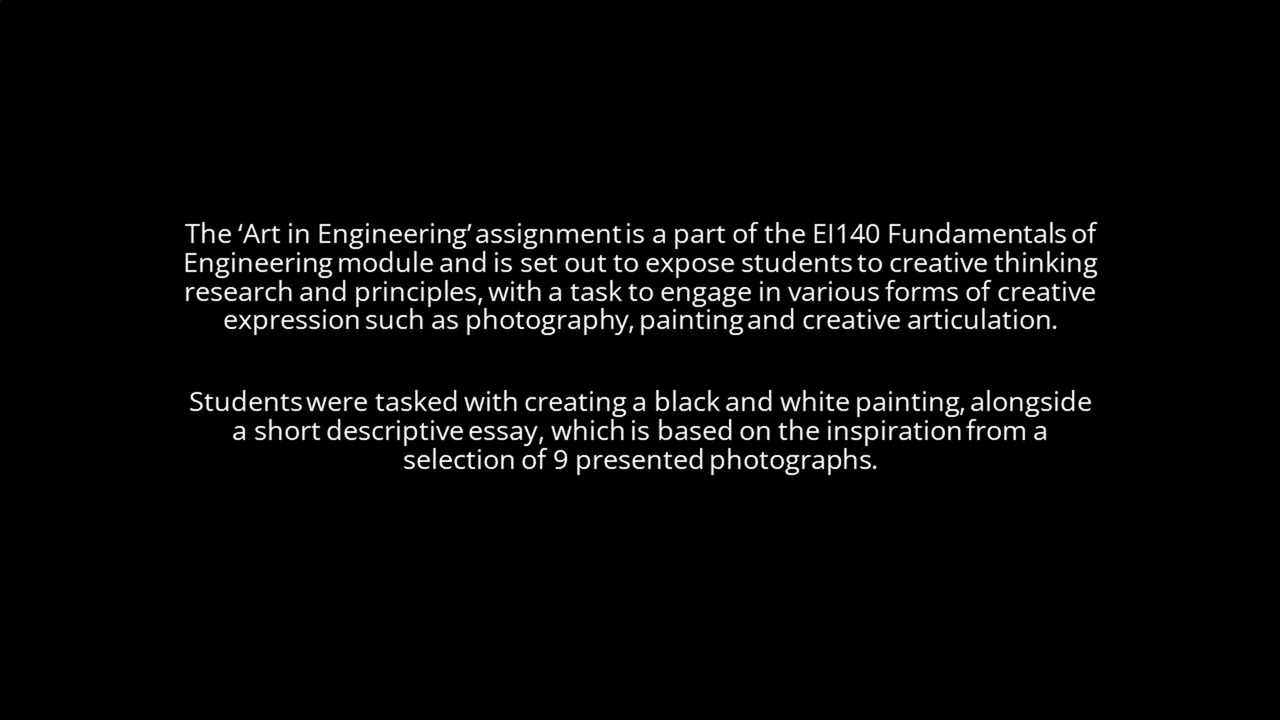 The ‘Art in Engineering’ assignment is a part of the EI140 Fundamentals of
Engineering module and is set out to expose students to creative thinking
research and principles, with a task to engage in various forms of creative
expression such as photography, painting and creative articulation.
Students were tasked with creating a black and white painting, alongside
a short descriptive essay, which is based on the inspiration from a
selection of 9 presented photographs.